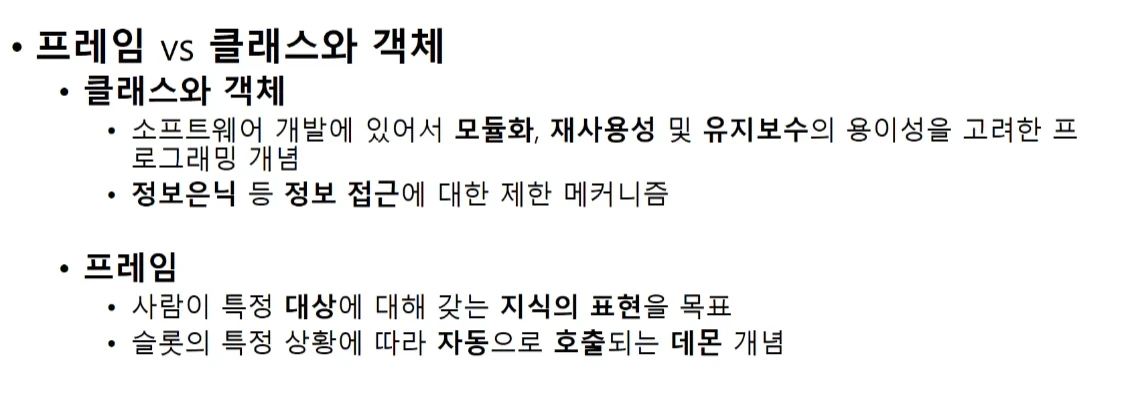 • 프레임 vs 클래스와 객체
• 클래스와 객체
• 소프트웨어 개발에 있어서 모듈화, 재사용성 및 유지보수의 용이성을 고려한 프
로그래밍 개념
• 정보은닉 등 정보 접근에 대한 제한 메커니즘
• 프레임
• 사람이 특정 대상에 대해 갖는 지식의 표현을 목표
• 슬롯의 특정 상황에 따라 자동으로 호출되는 데몬 개념